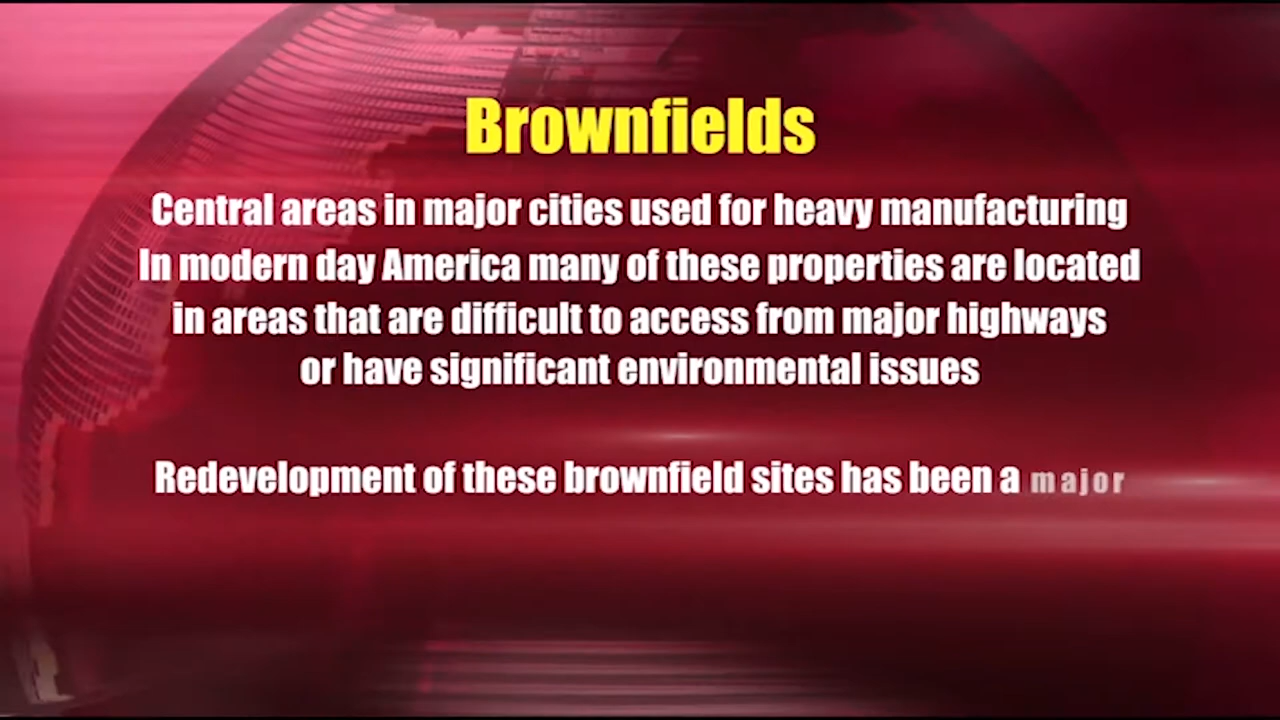 Brownfields
Central areas in major cities used for heavy manufacturing
In modern day America many of these properties are located
in areas that are difficult to access from major highways
or have significant environmental issues
Redevelopment of these brownfield sites has been a major